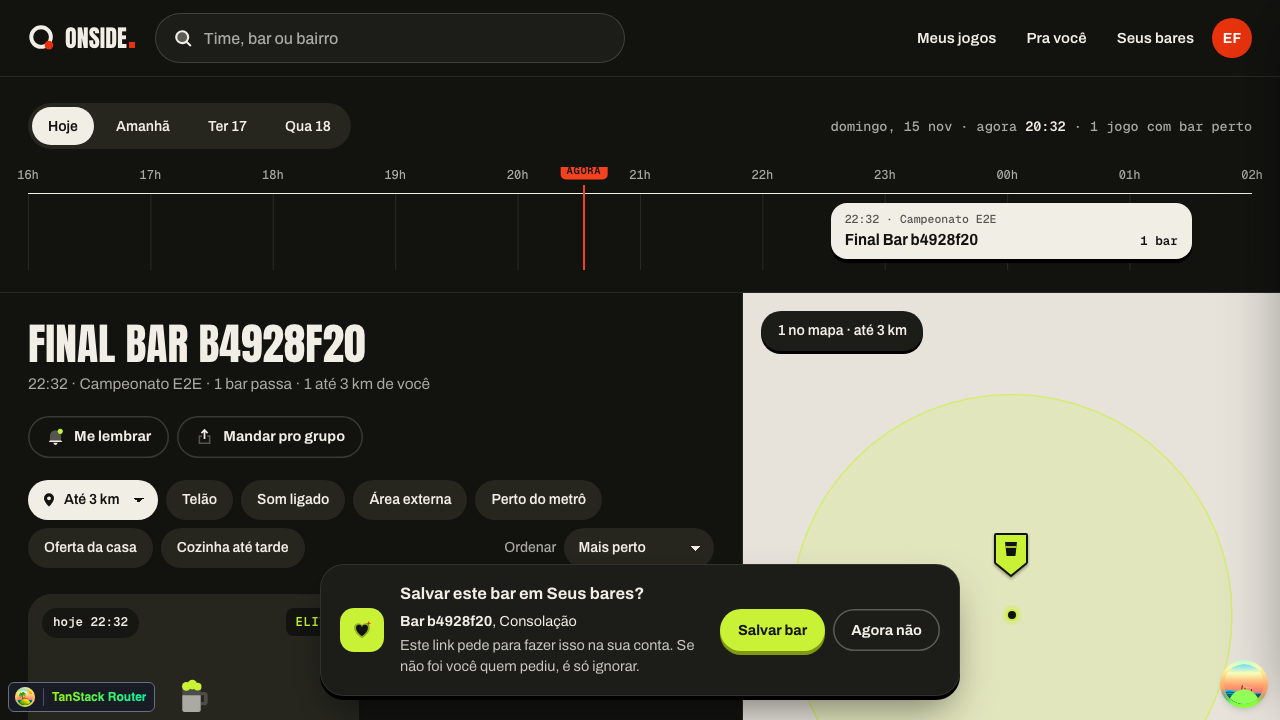 ONSIDE.
Time, bar ou bairro
Meus jogos
Pra você
Seus bares
EF
Hoje
Amanhã
Ter 17
Qua 18
domingo, 15 nov · agora 20:32 · 1 jogo com bar perto
16h
17h
18h
19h
20h
AGORA
21h
22h
23h
00h
01h
02h
22:32 · Campeonato E2E
Final Bar b4928f20
1 bar
FINAL BAR B4928F20
22:32 · Campeonato E2E · 1 bar passa · 1 até 3 km de você
Me lembrar
Mandar pro grupo
Até 3 km
Telão
Som ligado
Área externa
Perto do metrô
Oferta da casa
Cozinha até tarde
Ordenar
Mais perto
1 no mapa · até 3 km
hoje 22:32
ELI
Salvar este bar em Seus bares?
Bar b4928f20, Consolação
Este link pede para fazer isso na sua conta. Se
não foi você quem pediu, é só ignorar.
Salvar bar
Agora não
TanStack Router